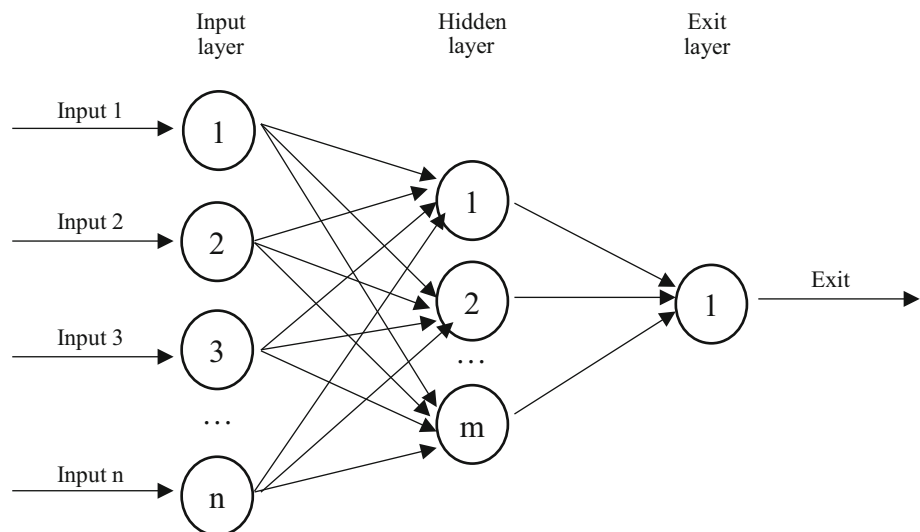 Input
layer
Hidden
layer
Exit
layer
Input 1
1
Input 2
2
Input 3
3
…
Input n
n
1
2
…
m
1
Exit